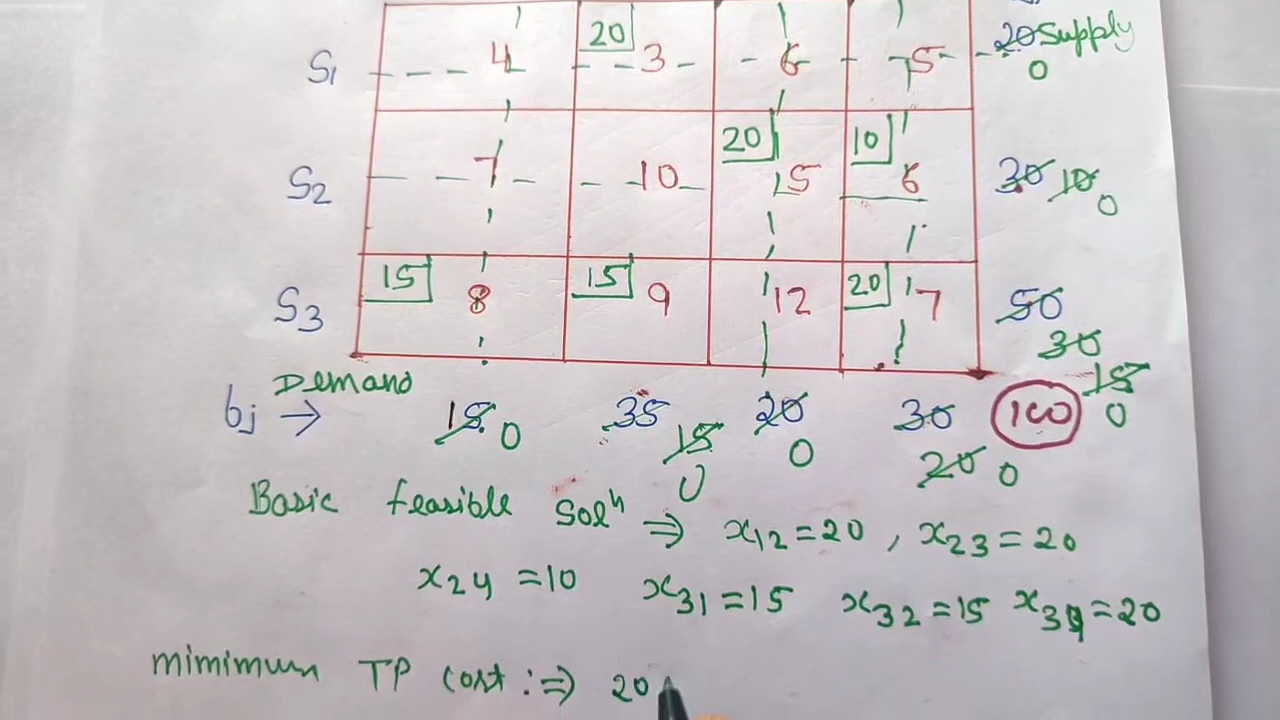 20 Supply
S1 4 20 3 6 5 0
S2 7 10 20 5 10 6 30 10 0
S3 15 8 15 9 12 20 7 50 30 15 0
Demand
bj → 15 0 35 15 0 20 0 30 20 0 100
Basic feasible Solⁿ ⇒ x12=20 , x23=20
x24 =10 x31=15 x32=15 x34=20
mimimum TP Cost :⇒ 20